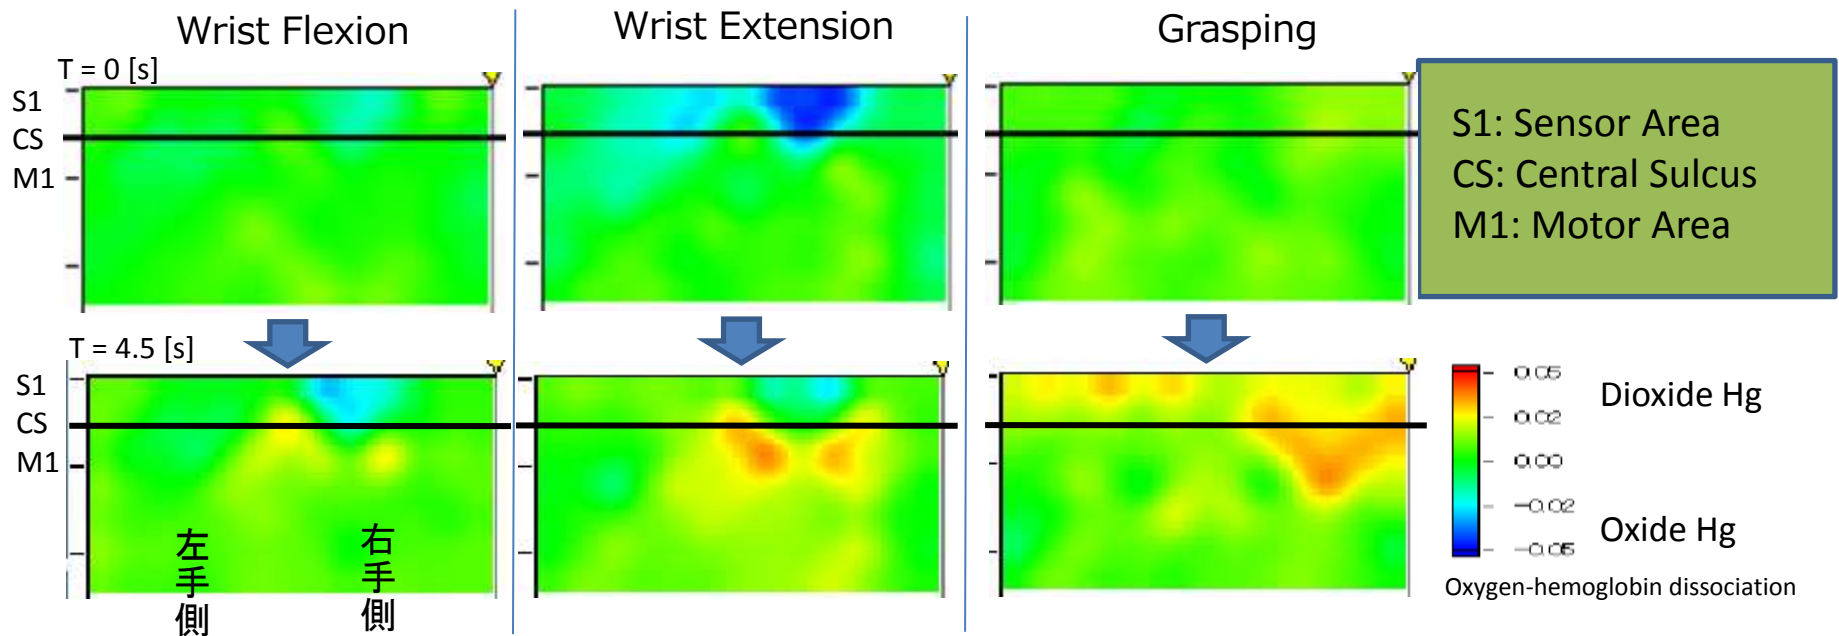 Wrist Flexion
Wrist Extension
Grasping
T = 0 [s]
S1
CS
M1
S1: Sensor Area
CS: Central Sulcus
M1: Motor Area
T = 4.5 [s]
S1
CS
M1
左手側
右手側
0.05
0.02
0.00
-0.02
-0.05
Dioxide Hg
Oxide Hg
Oxygen-hemoglobin dissociation